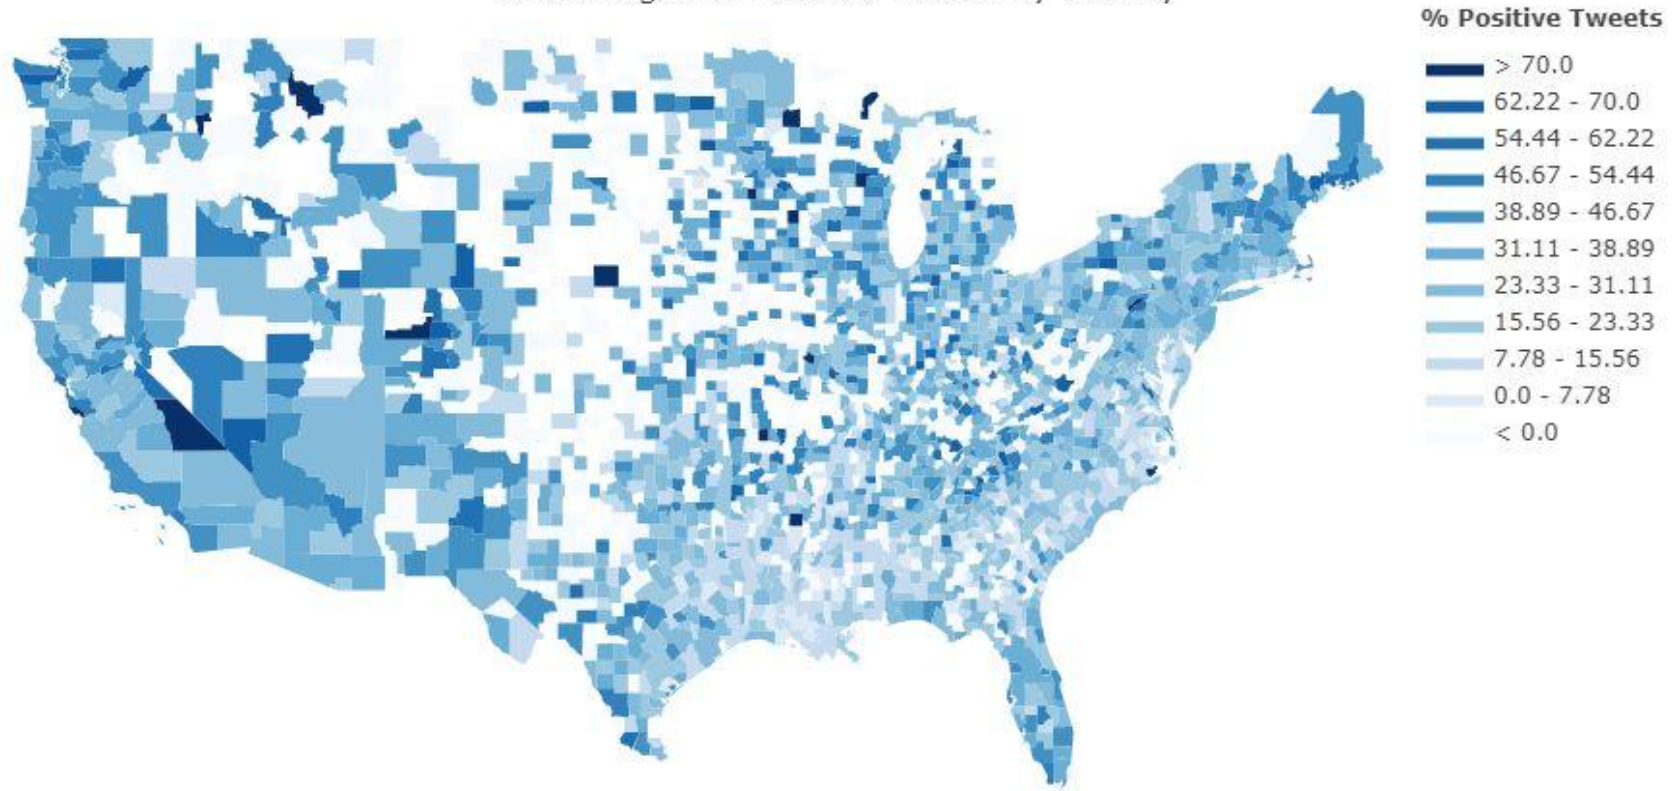 % Positive Tweets
> 70.0
62.22 - 70.0
54.44 - 62.22
46.67 - 54.44
38.89 - 46.67
31.11 - 38.89
23.33 - 31.11
15.56 - 23.33
7.78 - 15.56
0.0 - 7.78
< 0.0